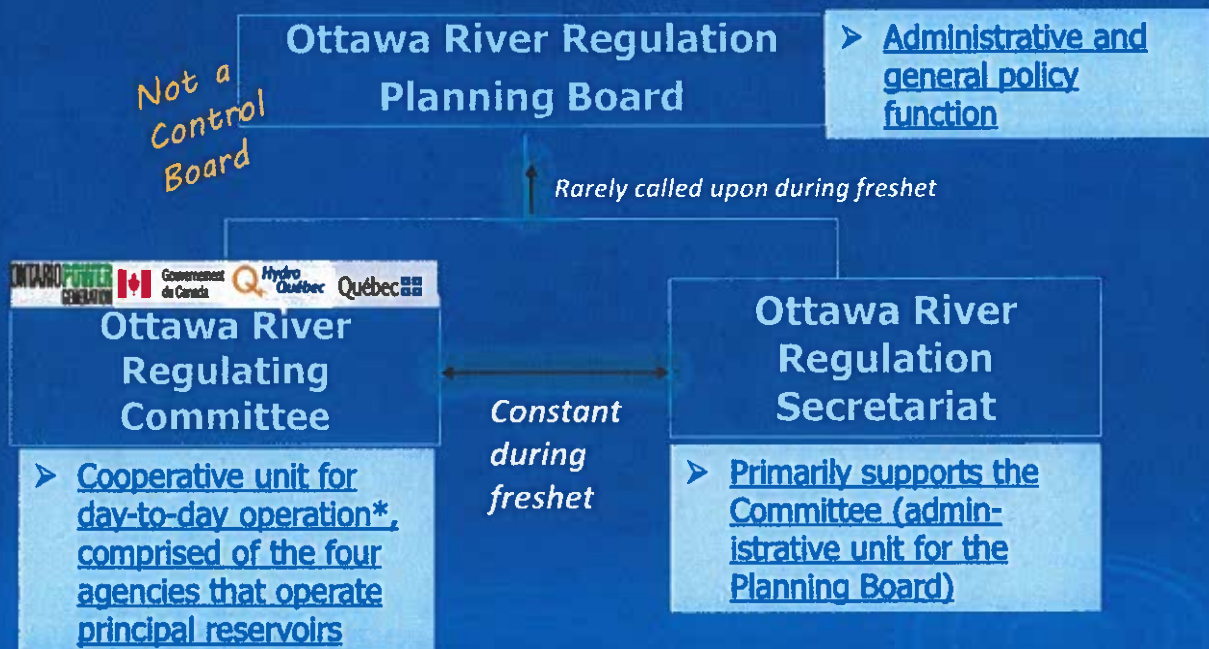 Not a
Control
Board
Ottawa River Regulation
Planning Board
➢ Administrative and
general policy
function
Rarely called upon during freshet
ONTARIO POWER
GENERATION
Gouvernement
du Canada
Hydro
Québec
Québec
Ottawa River
Regulating
Committee
Constant
during
freshet
Ottawa River
Regulation
Secretariat
➢ Cooperative unit for
day-to-day operation*,
comprised of the four
agencies that operate
principal reservoirs
➢ Primarily supports the
Committee (admin-
istrative unit for the
Planning Board)